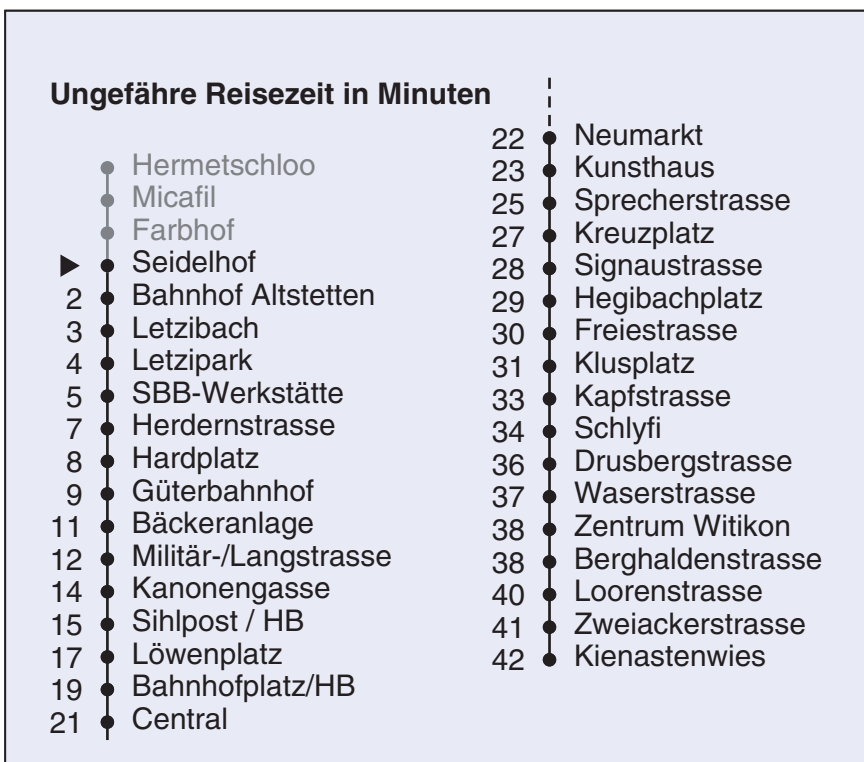 Ungefähre Reisezeit in Minuten
Hermetschloo
Micafil
Farbhof
Seidelhof
2 Bahnhof Altstetten
3 Letzibach
4 Letzipark
5 SBB-Werkstätte
7 Herdernstrasse
8 Hardplatz
9 Güterbahnhof
11 Bäckeranlage
12 Militär-/Langstrasse
14 Kanonengasse
15 Sihlpost / HB
17 Löwenplatz
19 Bahnhofplatz/HB
21 Central
22 Neumarkt
23 Kunsthaus
25 Sprecherstrasse
27 Kreuzplatz
28 Signaustrasse
29 Hegibachplatz
30 Freiestrasse
31 Klusplatz
33 Kapfstrasse
34 Schlyfi
36 Drusbergstrasse
37 Waserstrasse
38 Zentrum Witikon
38 Berghaldenstrasse
40 Loorenstrasse
41 Zweiackerstrasse
42 Kienastenwies